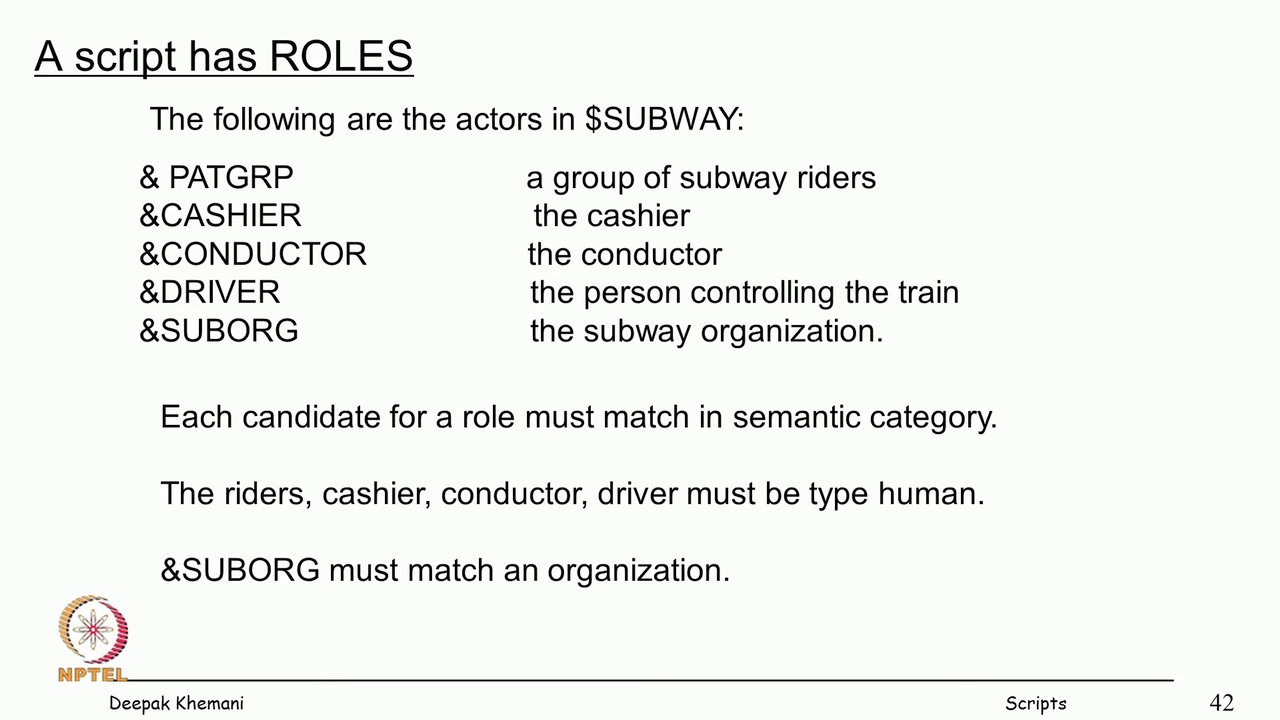 A script has ROLES
The following are the actors in $SUBWAY:
& PATGRP a group of subway riders
&CASHIER the cashier
&CONDUCTOR the conductor
&DRIVER the person controlling the train
&SUBORG the subway organization.
Each candidate for a role must match in semantic category.
The riders, cashier, conductor, driver must be type human.
&SUBORG must match an organization.
NPTEL
Deepak Khemani Scripts 42